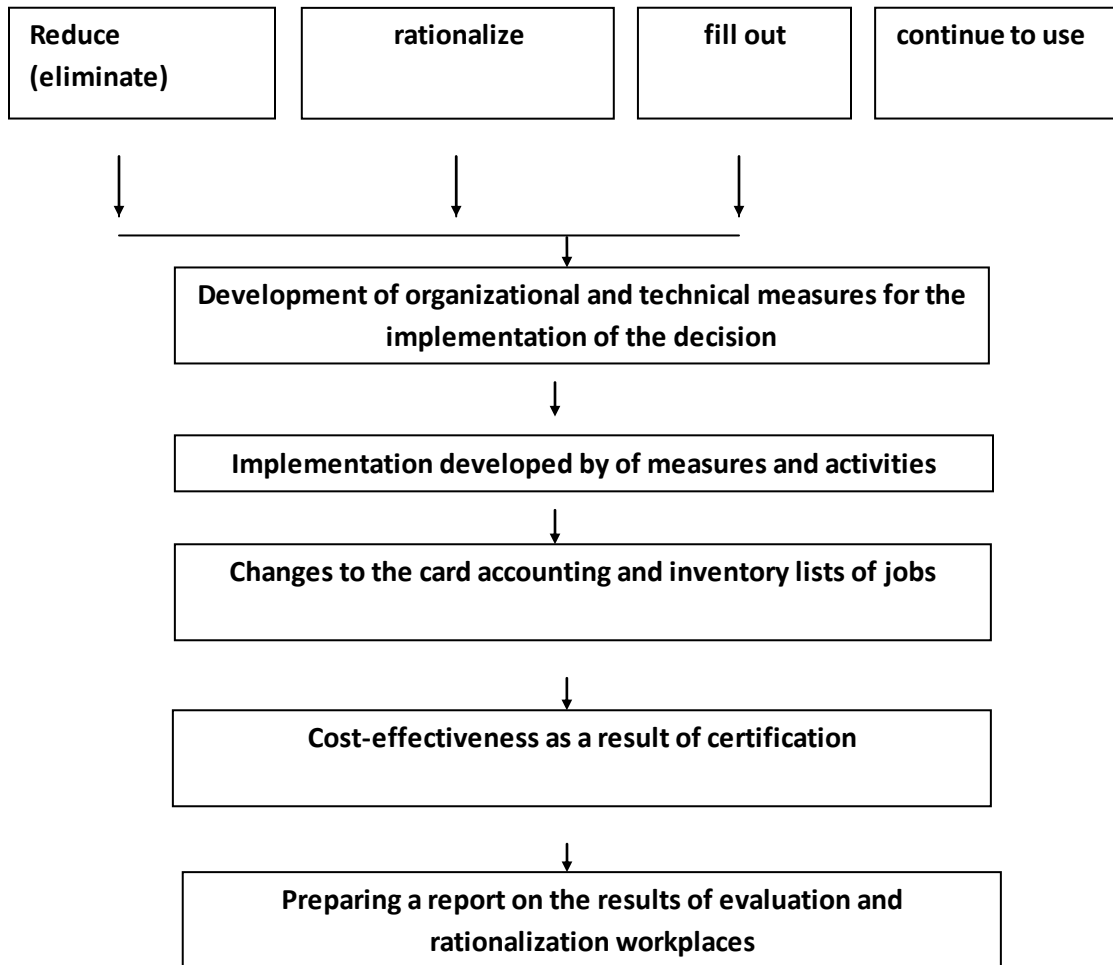 Reduce
(eliminate)
rationalize
fill out
continue to use
Development of organizational and technical measures for the
implementation of the decision
Implementation developed by of measures and activities
Changes to the card accounting and inventory lists of jobs
Cost-effectiveness as a result of certification
Preparing a report on the results of evaluation and
rationalization workplaces